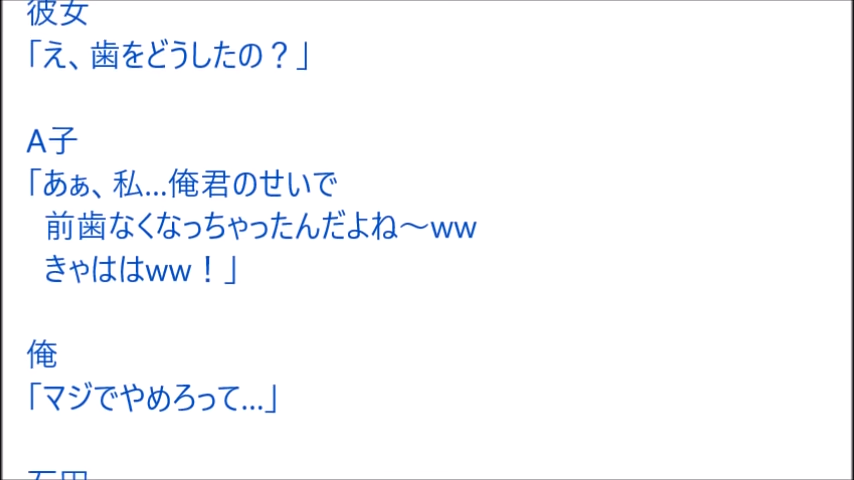 彼女
「え、歯をどうしたの？」
A子
「あぁ、私…俺君のせいで
前歯なくなっちゃったんだよね～ww
きゃははww！」
俺
「マジでやめろって…」